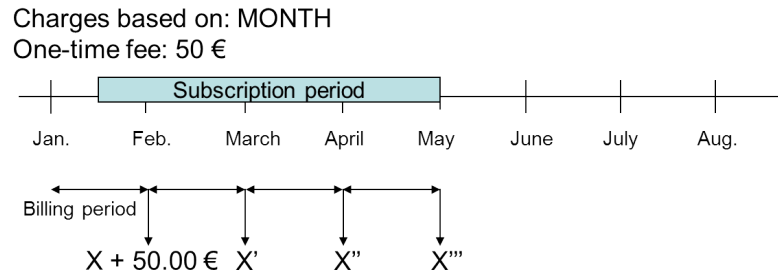 Charges based on: MONTH
One-time fee: 50 €
Subscription period
Jan. Feb. March April May June July Aug.
Billing period
X + 50.00 € X' X'' X'''